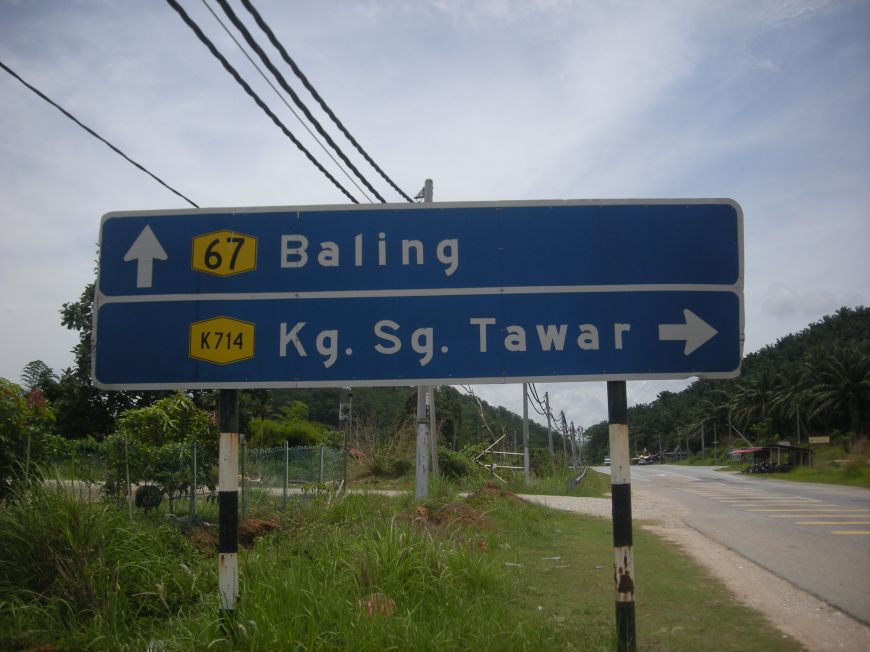 67 Baling
K714 Kg. Sg. Tawar